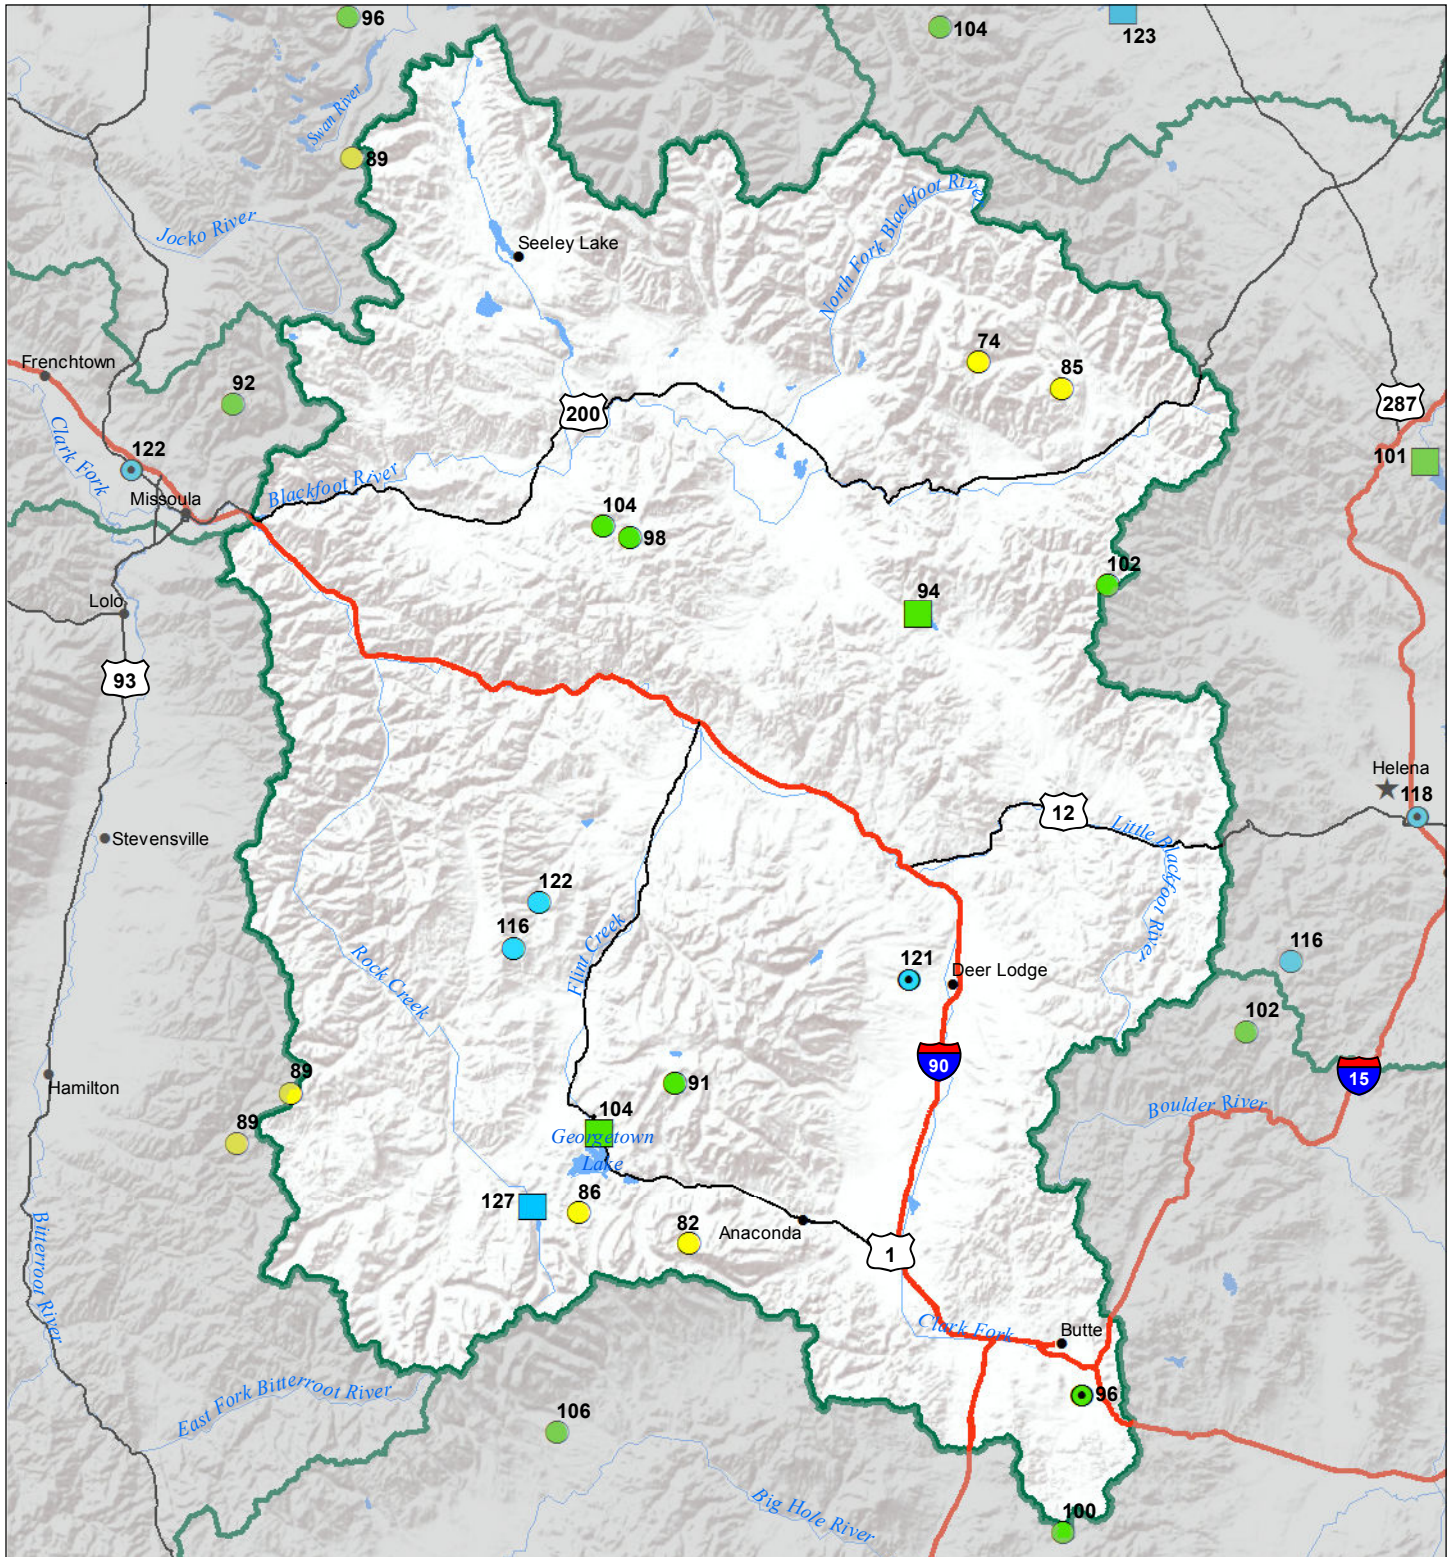 96
104
123
Swan River
89
Jocko River
Seeley Lake
North Fork Blackfoot River
Frenchtown
74
85
92
200
287
Clark Fork
122
101
Blackfoot River
Missoula
104
98
102
94
Lolo
93
Helena
118
12
Little Blackfoot River
Stevensville
122
116
Flint Creek
Rock Creek
121
Deer Lodge
116
102
90
15
89
Hamilton
91
Boulder River
104
89
Georgetown
Lake
127
86
82
Anaconda
1
Bitterroot River
Clark Fork
Butte
East Fork Bitterroot River
96
106
Big Hole River
100